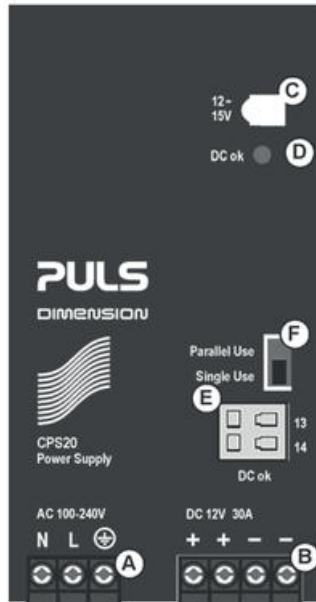 C
12-
15V
DC ok
D
PULS
DIMENSION
F
Parallel Use
Single Use
E
CPS20
Power Supply
13
14
DC ok
AC 100-240V
DC 12V 30A
N L
A
+ + - -
B